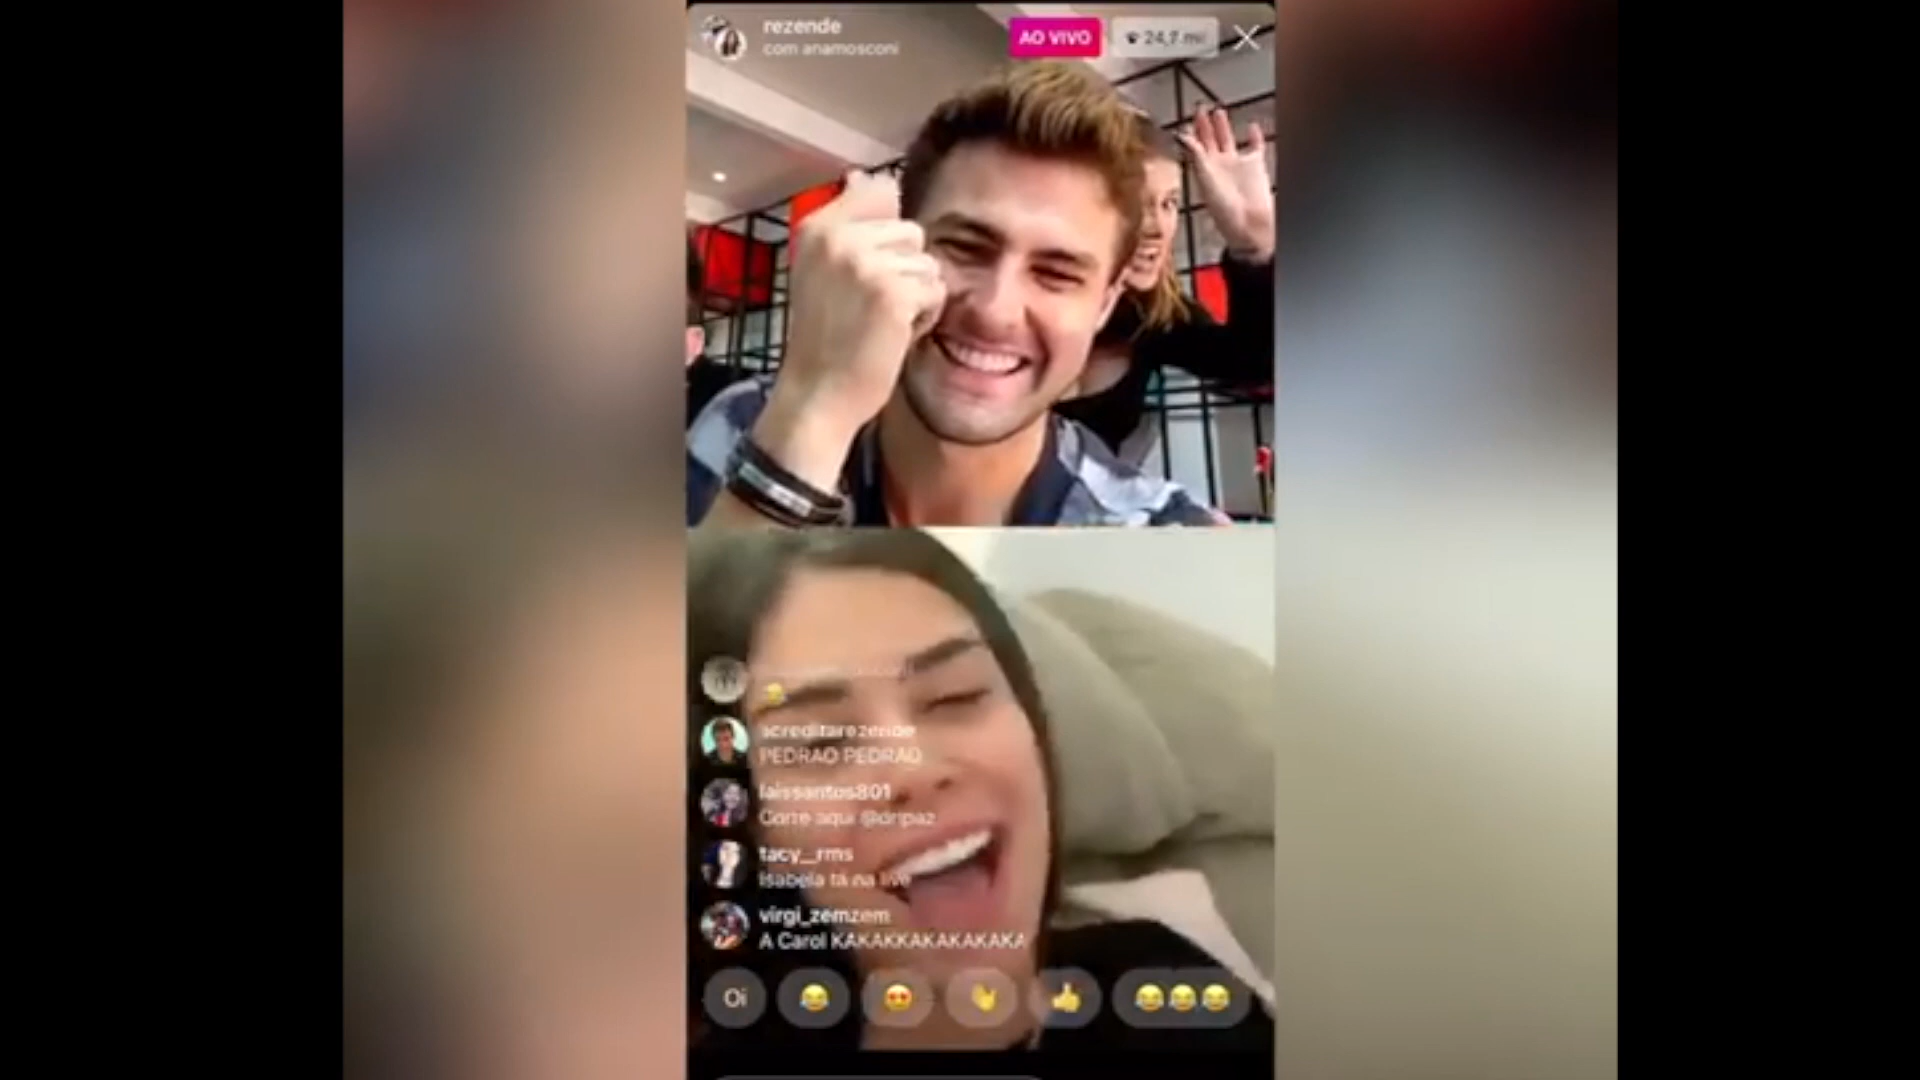 rezende
com anamosconi
AO VIVO
24,7 mil
acreditarezende
PEDRAO PEDRAO
laissantos801
Corte aqui @dripaz
tacy__rms
Isabela tá na live
virgi_zemzem
A Carol KAKAKKAKAKAKAKA
Oi